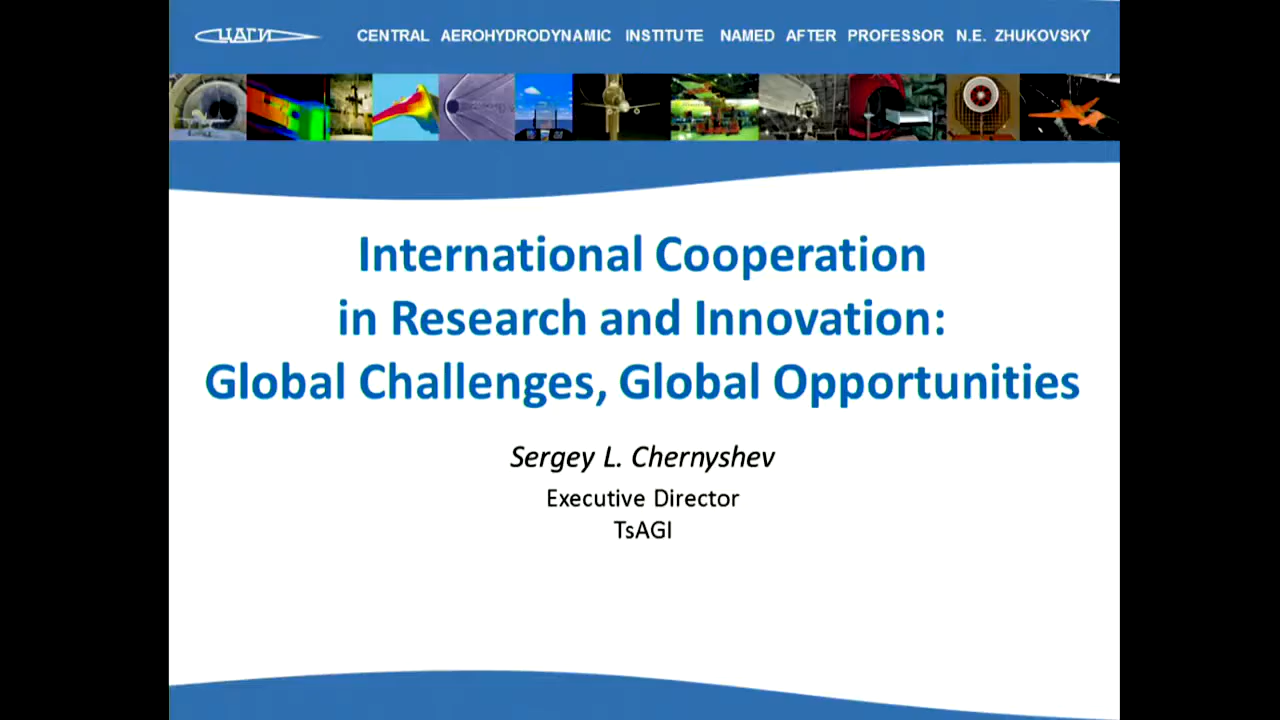 ЦАГИ
CENTRAL AEROHYDRODYNAMIC INSTITUTE NAMED AFTER PROFESSOR N.E. ZHUKOVSKY
International Cooperation
in Research and Innovation:
Global Challenges, Global Opportunities
Sergey L. Chernyshev
Executive Director
TsAGI